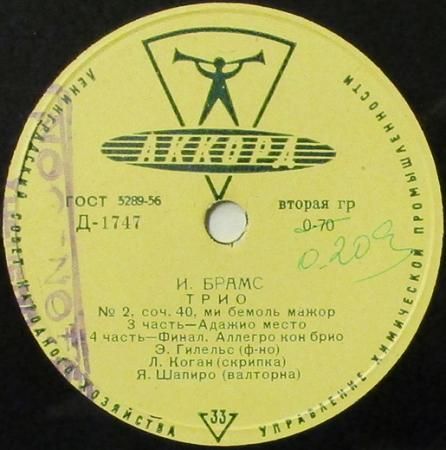 ЛЕНИНГРАДСКИЙ СОВЕТ НАРОДНОГО ХОЗЯЙСТВА
УПРАВЛЕНИЕ ХИМИЧЕСКОЙ ПРОМЫШЛЕННОСТИ
АККОРД
ГОСТ 5289-56
вторая гр
Д-1747
0-70
0.20
И. БРАМС
ТРИО
№ 2, соч. 40, ми бемоль мажор
3 часть—Адажио место
4 часть—Финал. Аллегро кон брио
Э. Гилельс (ф-но)
Л. Коган (скрипка)
Я. Шапиро (валторна)
33